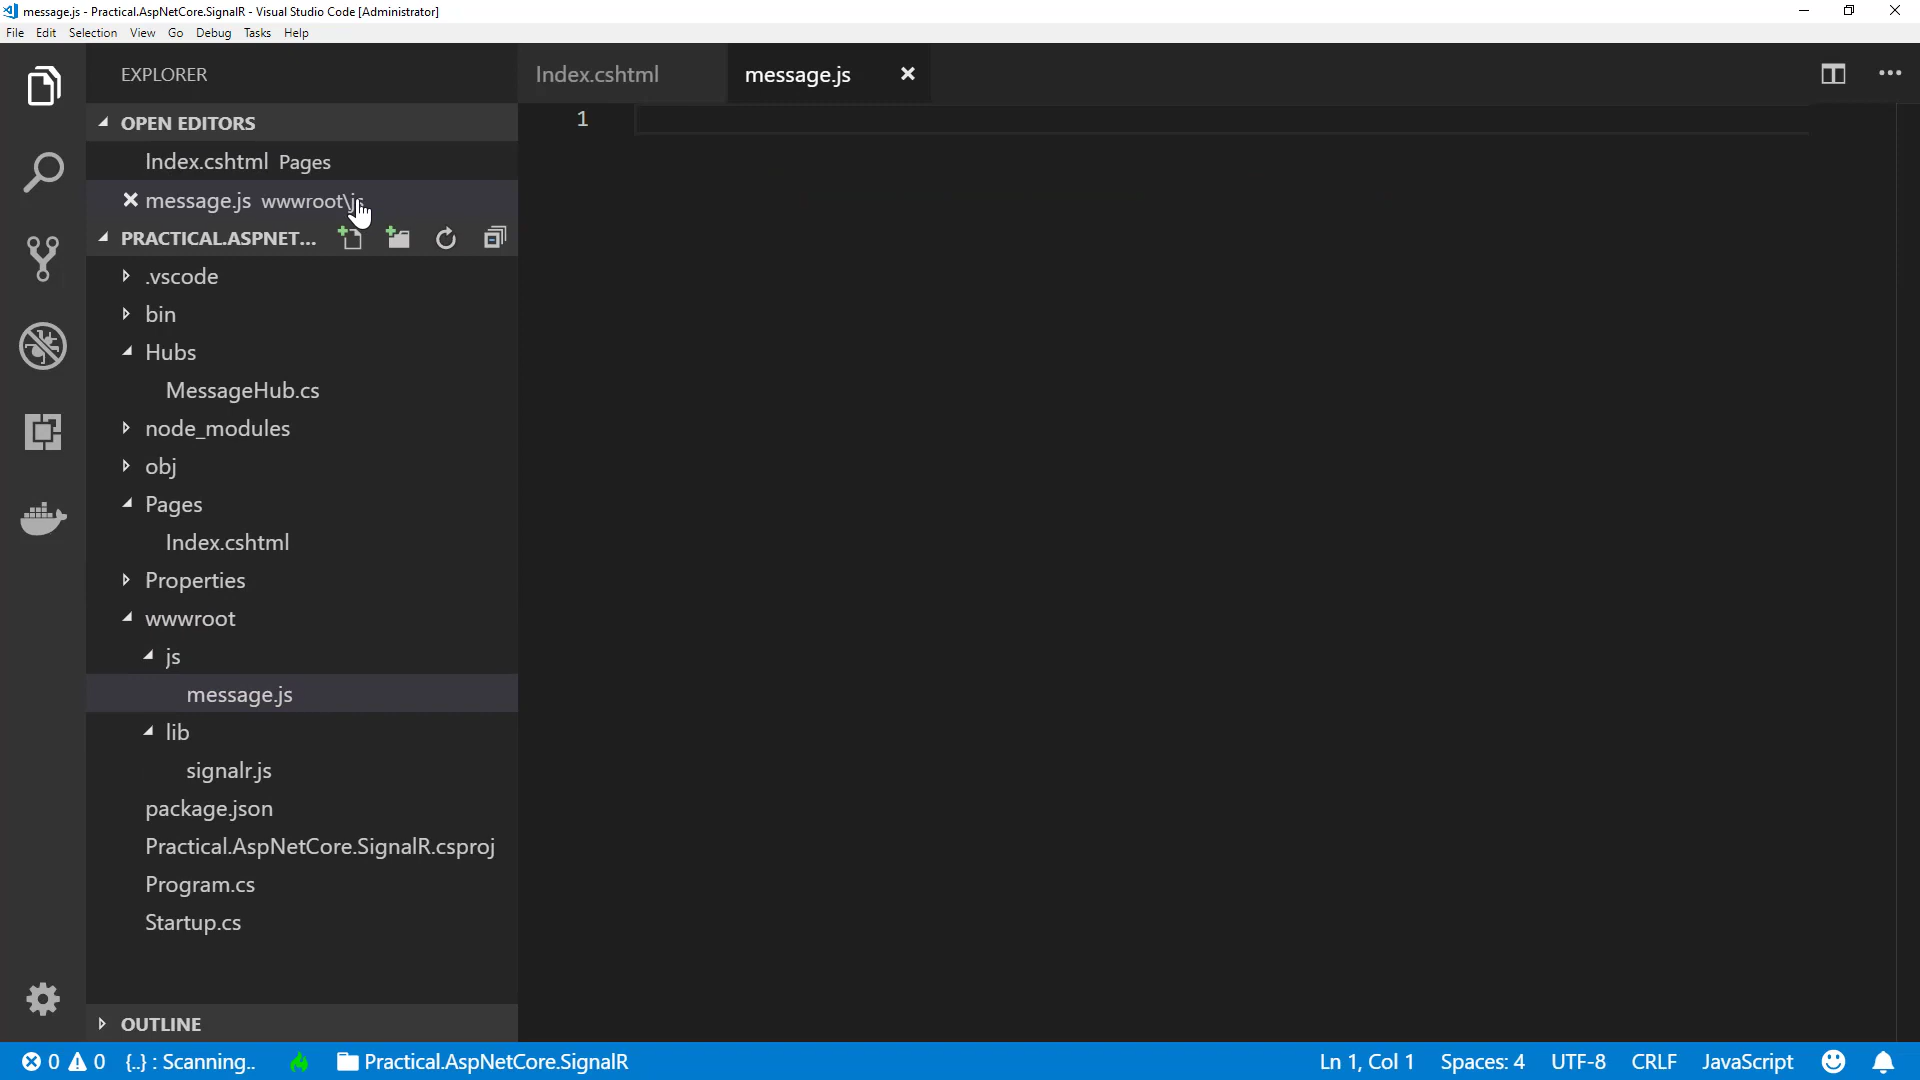 message.js - Practical.AspNetCore.SignalR - Visual Studio Code [Administrator]
File Edit Selection View Go Debug Tasks Help
EXPLORER
Index.cshtml
message.js
OPEN EDITORS
1
Index.cshtml Pages
message.js wwwroot\js
PRACTICAL.ASPNET...
.vscode
bin
Hubs
MessageHub.cs
node_modules
obj
Pages
Index.cshtml
Properties
wwwroot
js
message.js
lib
signalr.js
package.json
Practical.AspNetCore.SignalR.csproj
Program.cs
Startup.cs
OUTLINE
0 0 {..} : Scanning.. Practical.AspNetCore.SignalR Ln 1, Col 1 Spaces: 4 UTF-8 CRLF JavaScript